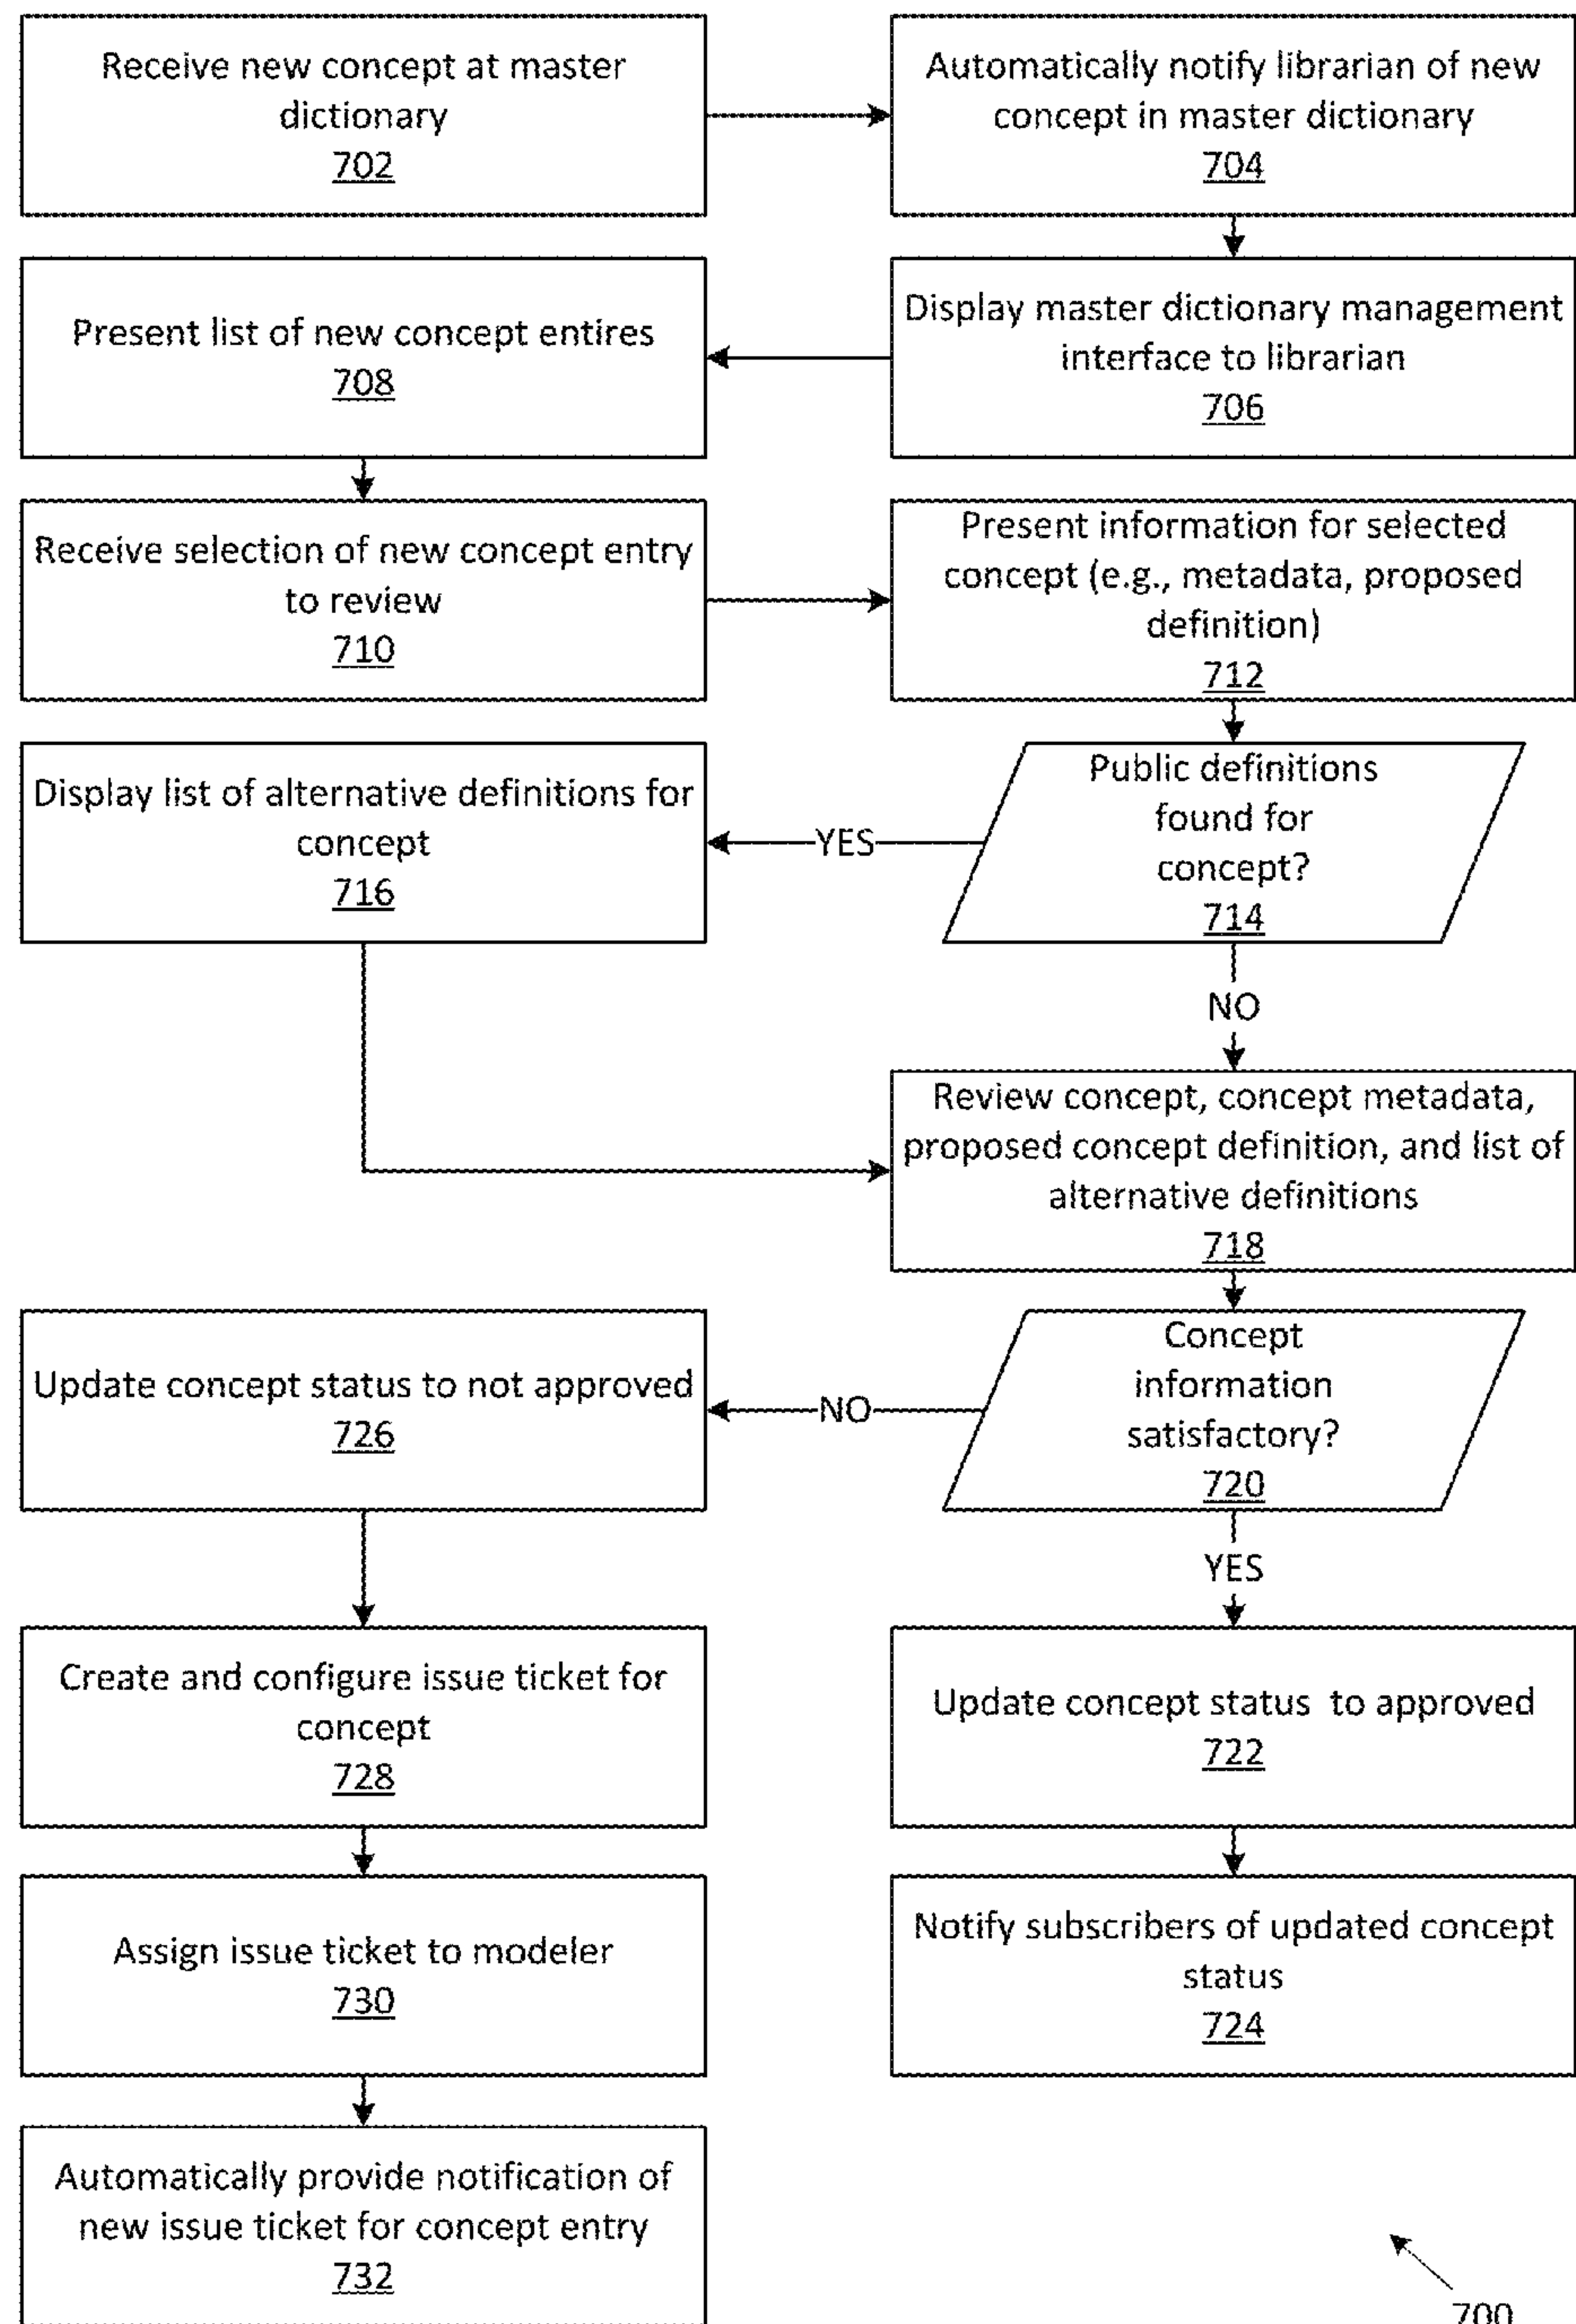 Receive new concept at master
dictionary
702
Automatically notify librarian of new
concept in master dictionary
704
Display master dictionary management
interface to librarian
706
Present list of new concept entires
708
Receive selection of new concept entry
to review
710
Present information for selected
concept (e.g., metadata, proposed
definition)
712
Public definitions
found for
concept?
714
YES
Display list of alternative definitions for
concept
716
NO
Review concept, concept metadata,
proposed concept definition, and list of
alternative definitions
718
Concept
information
satisfactory?
720
NO
Update concept status to not approved
726
YES
Create and configure issue ticket for
concept
728
Update concept status to approved
722
Assign issue ticket to modeler
730
Notify subscribers of updated concept
status
724
Automatically provide notification of
new issue ticket for concept entry
732
700